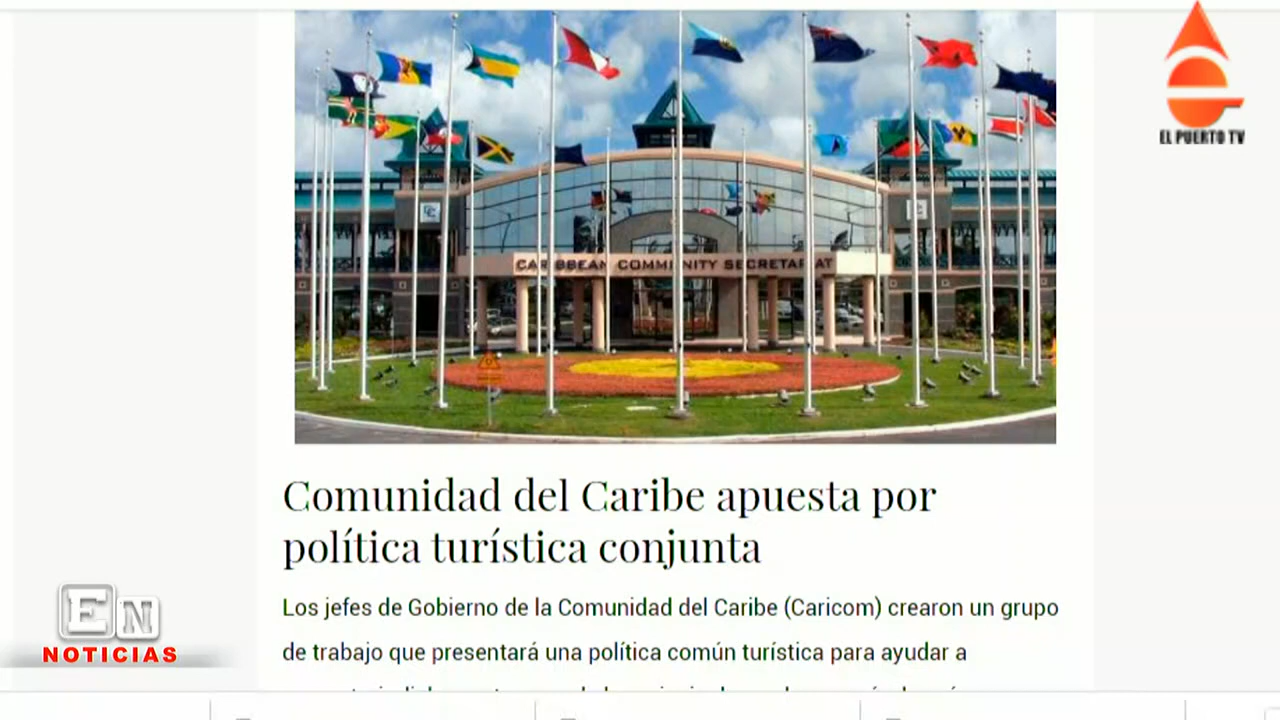 EL PUERTO TV
CARIBBEAN COMMUNITY SECRETARIAT
Comunidad del Caribe apuesta por
política turística conjunta
Los jefes de Gobierno de la Comunidad del Caribe (Caricom) crearon un grupo
de trabajo que presentará una política común turística para ayudar a
EN
NOTICIAS